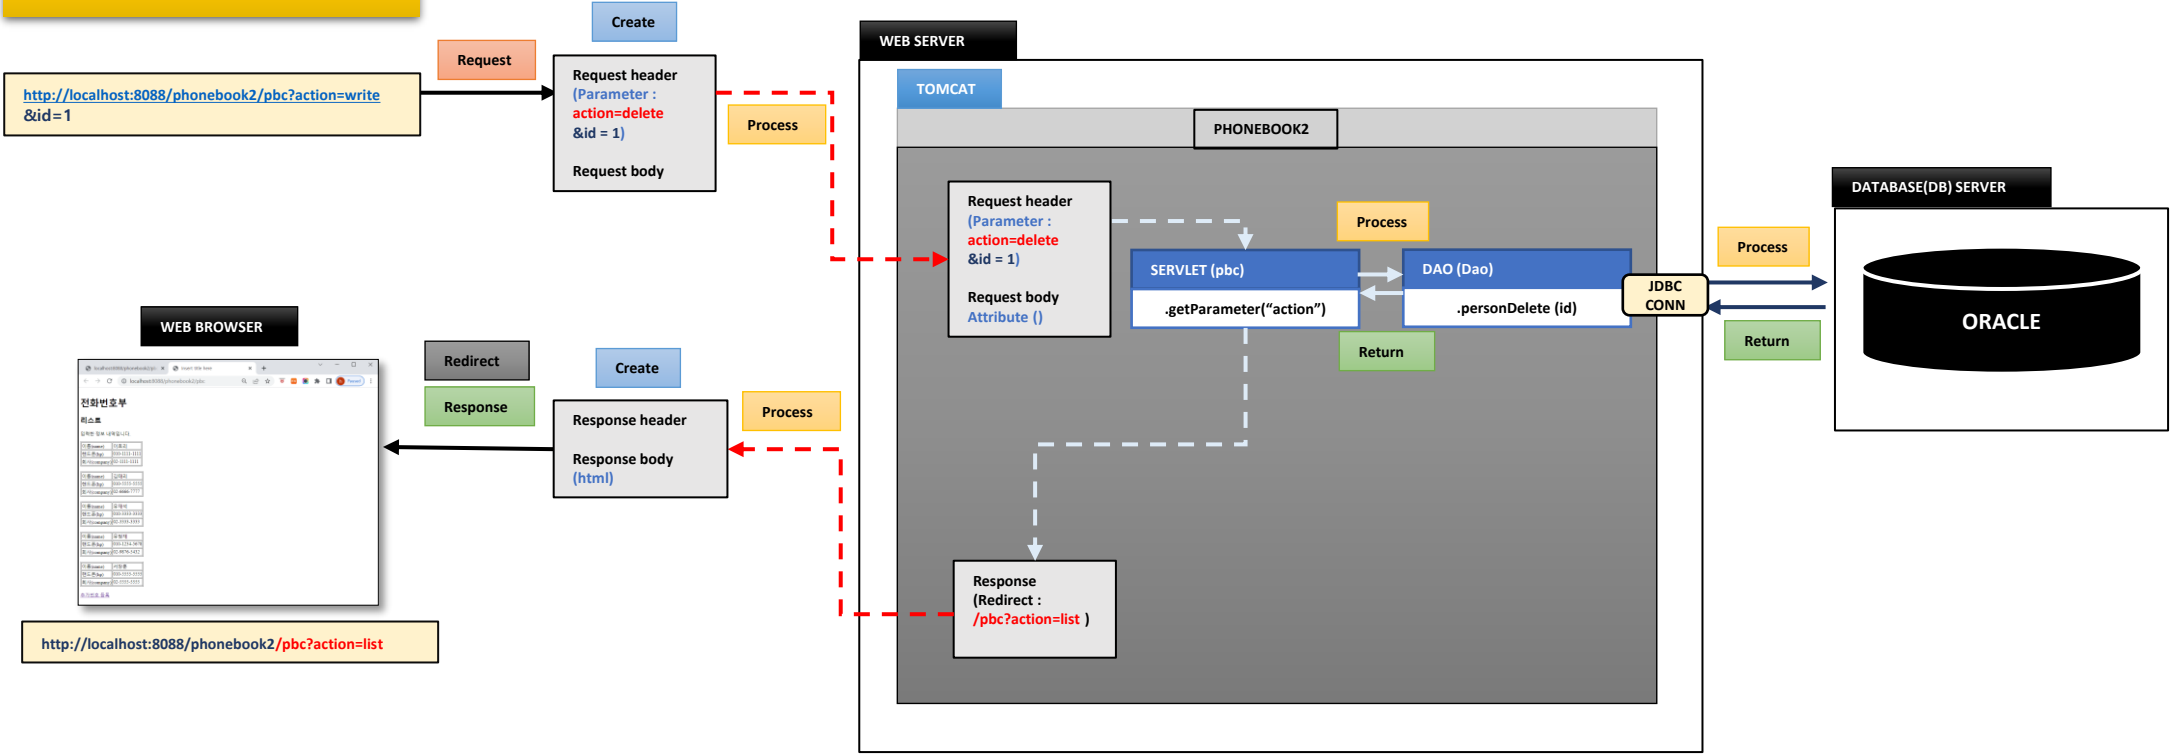 Create
Request
http://localhost:8088/phonebook2/pbc?action=write
&id=1
Request header
(Parameter :
action=delete
&id = 1)
Request body
Process
WEB SERVER
TOMCAT
PHONEBOOK2
Request header
(Parameter :
action=delete
&id = 1)
Request body
Attribute ()
SERVLET (pbc)
.getParameter(“action”)
Process
DAO (Dao)
.personDelete (id)
Return
JDBC
CONN
Process
Return
DATABASE(DB) SERVER
ORACLE
WEB BROWSER
전화번호부
리스트
Redirect
Response
Create
Response header
Response body
(html)
Process
Response
(Redirect :
/pbc?action=list )
http://localhost:8088/phonebook2/pbc?action=list